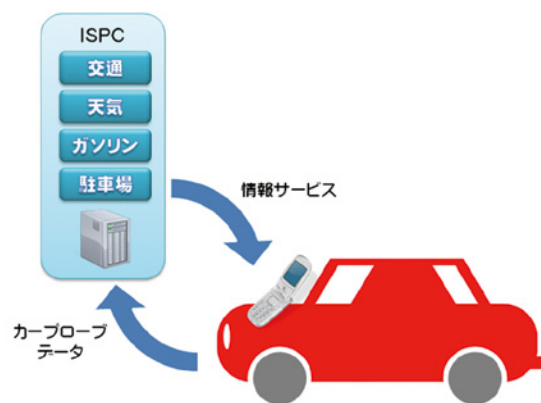 ISPC
交通
天気
ガソリン
駐車場
情報サービス
カープローブ
データ